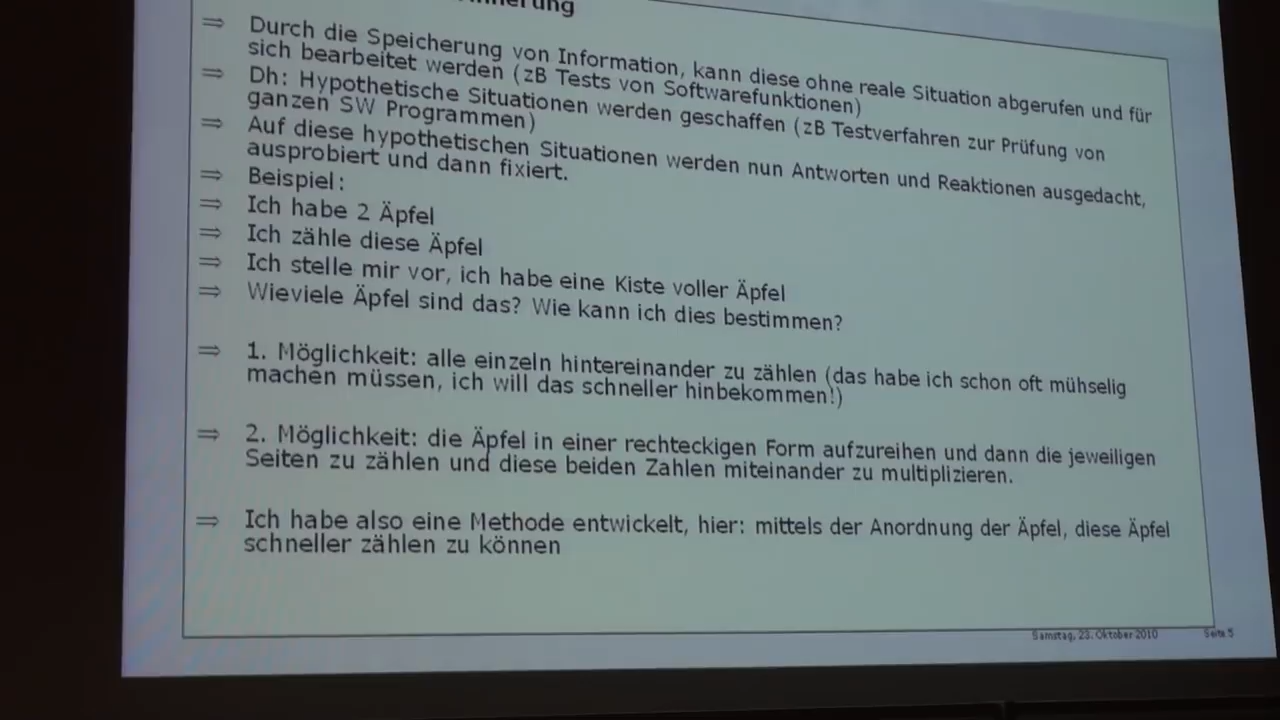 ⇒ Durch die Speicherung von Information, kann diese ohne reale Situation abgerufen und für
sich bearbeitet werden (zB Tests von Softwarefunktionen)
⇒ Dh: Hypothetische Situationen werden geschaffen (zB Testverfahren zur Prüfung von
ganzen SW Programmen)
⇒ Auf diese hypothetischen Situationen werden nun Antworten und Reaktionen ausgedacht,
ausprobiert und dann fixiert.
⇒ Beispiel:
⇒ Ich habe 2 Äpfel
⇒ Ich zähle diese Äpfel
⇒ Ich stelle mir vor, ich habe eine Kiste voller Äpfel
⇒ Wieviele Äpfel sind das? Wie kann ich dies bestimmen?
⇒ 1. Möglichkeit: alle einzeln hintereinander zu zählen (das habe ich schon oft mühselig
machen müssen, ich will das schneller hinbekommen!)
⇒ 2. Möglichkeit: die Äpfel in einer rechteckigen Form aufzureihen und dann die jeweiligen
Seiten zu zählen und diese beiden Zahlen miteinander zu multiplizieren.
⇒ Ich habe also eine Methode entwickelt, hier: mittels der Anordnung der Äpfel, diese Äpfel
schneller zählen zu können
Samstag, 23. Oktober 2010 Seite 5